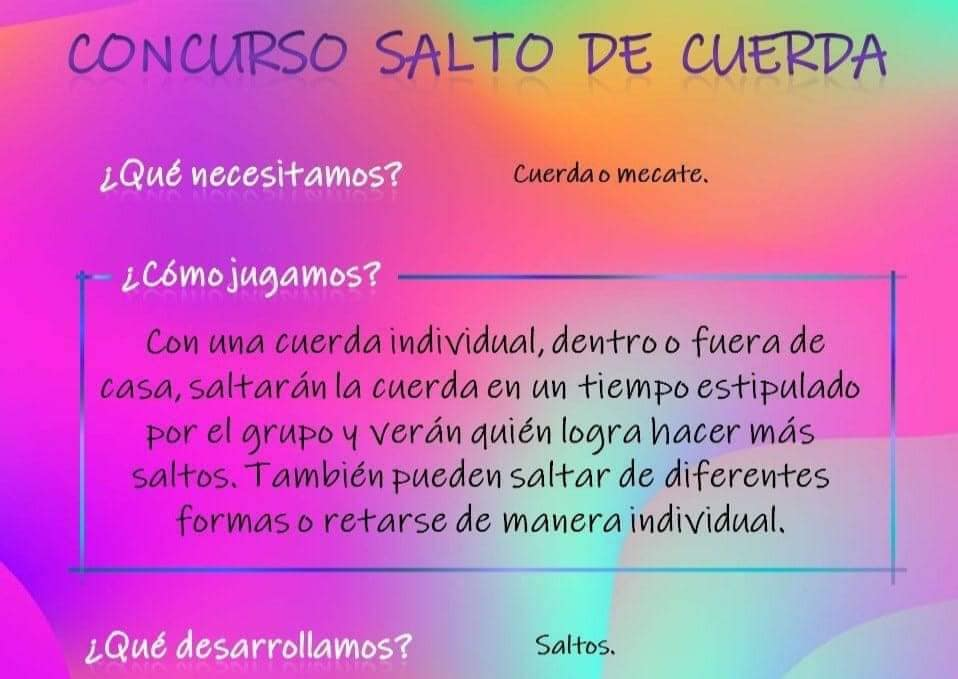 CONCURSO SALTO DE CUERDA
¿Qué necesitamos? Cuerda o mecate.
¿Cómo jugamos?
Con una cuerda individual, dentro o fuera de
casa, saltarán la cuerda en un tiempo estipulado
por el grupo y verán quién logra hacer más
saltos. También pueden saltar de diferentes
formas o retarse de manera individual.
¿Qué desarrollamos? Saltos.